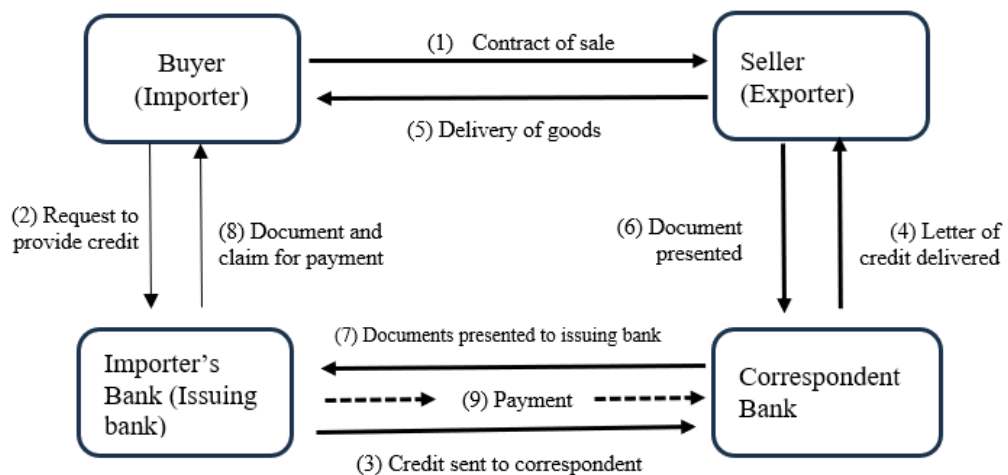 (1) Contract of sale
Buyer
(Importer)
Seller
(Exporter)
(5) Delivery of goods
(2) Request to
provide credit
(8) Document and
claim for payment
(6) Document
presented
(4) Letter of
credit delivered
(7) Documents presented to issuing bank
Importer’s
Bank (Issuing
bank)
(9) Payment
Correspondent
Bank
(3) Credit sent to correspondent